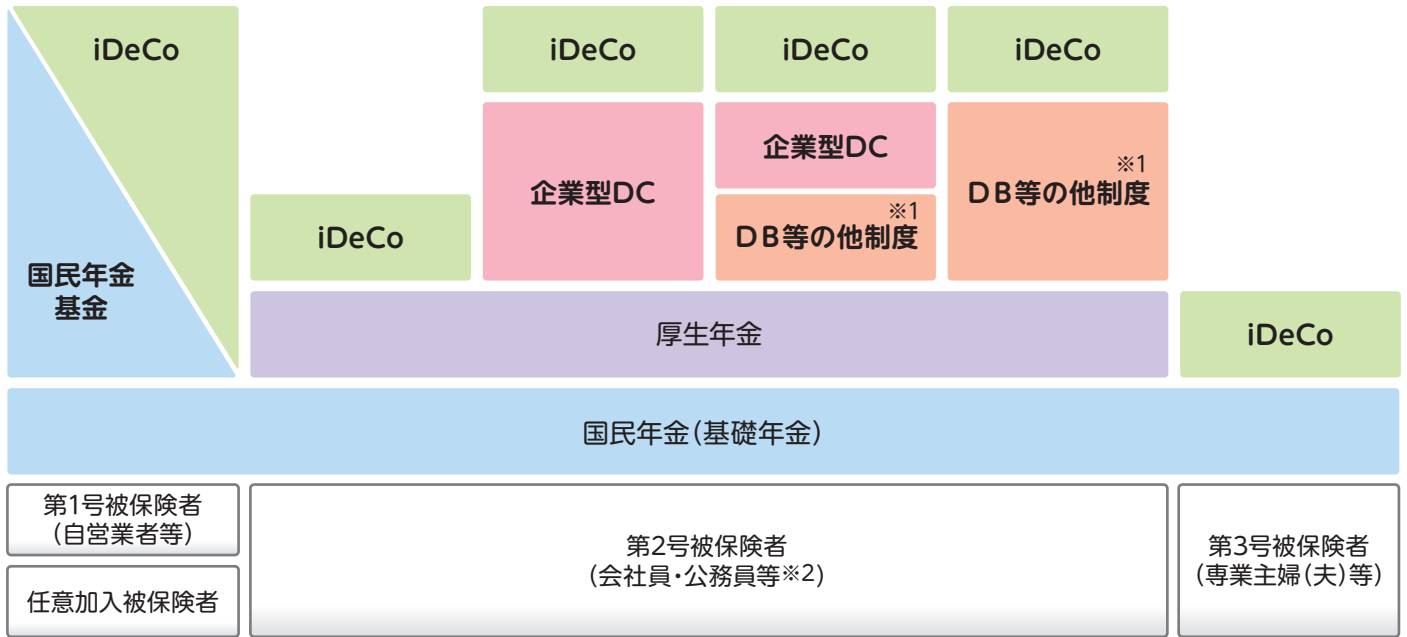 iDeCo
iDeCo
iDeCo
iDeCo
企業型DC
企業型DC
※1
DB等の他制度
※1
DB等の他制度
iDeCo
国民年金
基金
厚生年金
iDeCo
国民年金(基礎年金)
第1号被保険者
(自営業者等)
任意加入被保険者
第2号被保険者
(会社員・公務員等※2)
第3号被保険者
(専業主婦(夫)等)